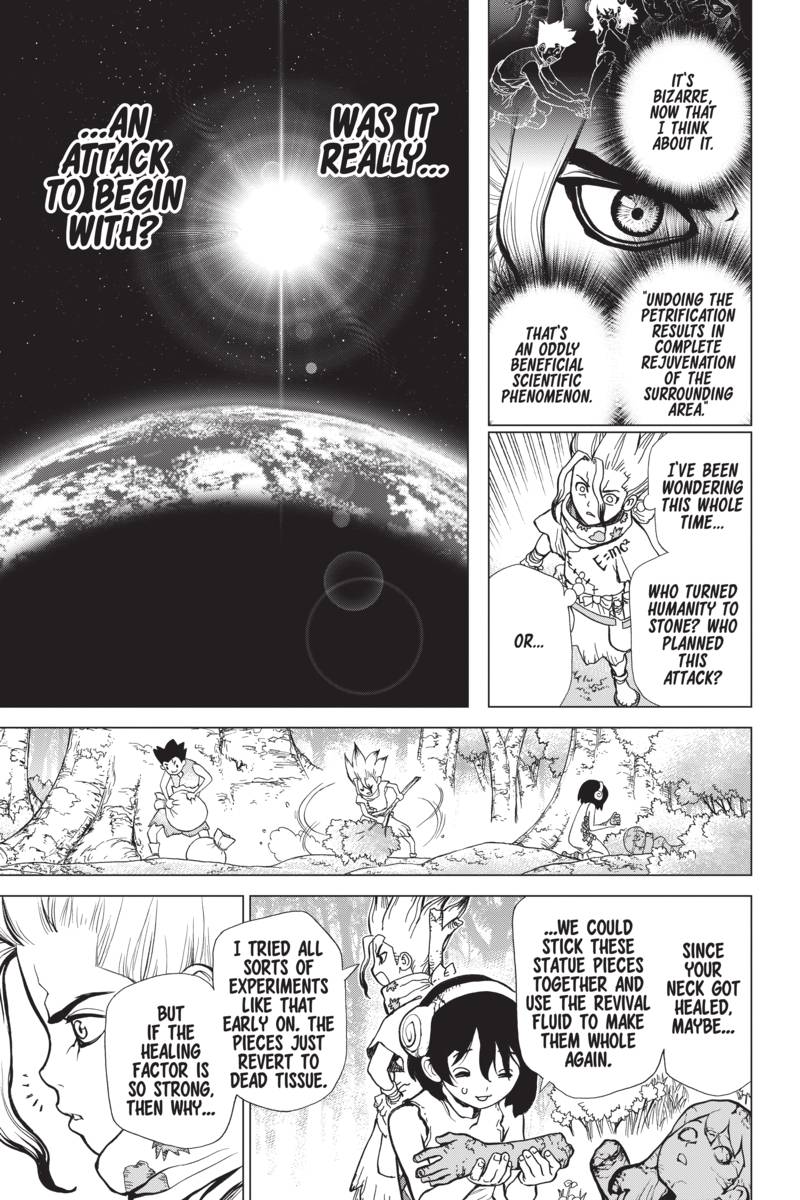 IT'S
BIZARRE,
NOW THAT
I THINK
ABOUT IT.
"UNDOING THE
PETRIFICATION
RESULTS IN
COMPLETE
REJUVENATION
OF THE
SURROUNDING
AREA."
THAT'S
AN ODDLY
BENEFICIAL
SCIENTIFIC
PHENOMENON.
I'VE BEEN
WONDERING
THIS WHOLE
TIME...
WHO TURNED
HUMANITY TO
STONE? WHO
PLANNED
THIS
ATTACK?
E=mc²
OR...
WAS IT
REALLY...
...AN
ATTACK
TO BEGIN
WITH?
SINCE
YOUR
NECK GOT
HEALED,
MAYBE...
...WE COULD
STICK THESE
STATUE PIECES
TOGETHER AND
USE THE REVIVAL
FLUID TO MAKE
THEM WHOLE
AGAIN.
I TRIED ALL
SORTS OF
EXPERIMENTS
LIKE THAT
EARLY ON. THE
PIECES JUST
REVERT TO
DEAD TISSUE.
BUT
IF THE
HEALING
FACTOR IS
SO STRONG,
THEN WHY...